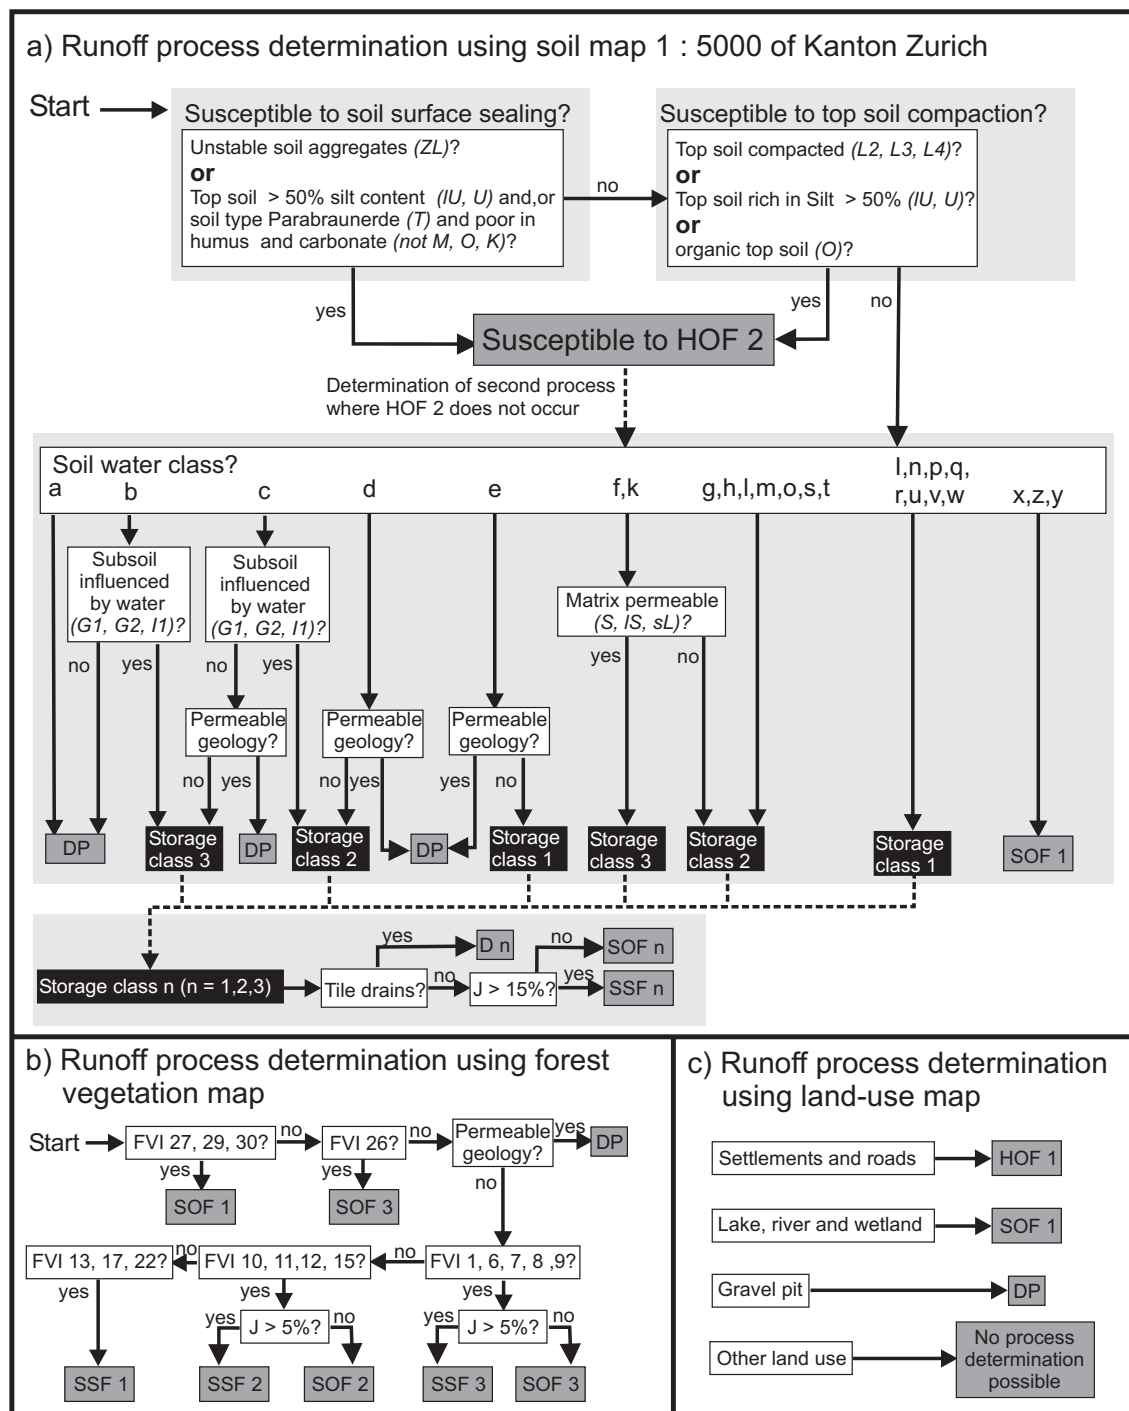 a) Runoff process determination using soil map 1 : 5000 of Kanton Zurich
Start
Susceptible to soil surface sealing?
Unstable soil aggregates (ZL)?
or
Top soil > 50% silt content (lU, U) and,or
soil type Parabraunerde (T) and poor in
humus and carbonate (not M, O, K)?
no
Susceptible to top soil compaction?
Top soil compacted (L2, L3, L4)?
or
Top soil rich in Silt > 50% (lU, U)?
or
organic top soil (O)?
yes
yes
no
Susceptible to HOF 2
Determination of second process
where HOF 2 does not occur
Soil water class?
a
b
c
d
e
f,k
g,h,l,m,o,s,t
I,n,p,q,
r,u,v,w
x,z,y
Subsoil
influenced
by water
(G1, G2, I1)?
Subsoil
influenced
by water
(G1, G2, I1)?
Matrix permeable
(S, lS, sL)?
no
yes
no
yes
yes
no
Permeable
geology?
Permeable
geology?
Permeable
geology?
no
yes
no
yes
yes
no
DP
Storage
class 3
DP
Storage
class 2
DP
Storage
class 1
Storage
class 3
Storage
class 2
Storage
class 1
SOF 1
Storage class n (n = 1,2,3)
Tile drains?
yes
D n
no
J > 15%?
no
SOF n
yes
SSF n
b) Runoff process determination using forest
vegetation map
Start
FVI 27, 29, 30?
no
FVI 26?
no
Permeable
geology?
yes
DP
yes
SOF 1
yes
SOF 3
no
FVI 13, 17, 22?
no
FVI 10, 11,12, 15?
no
FVI 1, 6, 7, 8 ,9?
yes
yes
yes
yes
J > 5%?
no
yes
J > 5%?
no
SSF 1
SSF 2
SOF 2
SSF 3
SOF 3
c) Runoff process determination
using land-use map
Settlements and roads
HOF 1
Lake, river and wetland
SOF 1
Gravel pit
DP
Other land use
No process
determination
possible